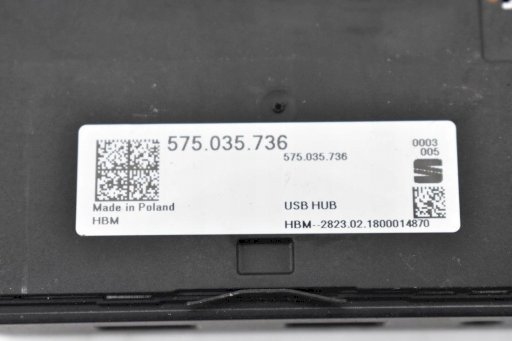 575.035.736
0003
005
575.035.736
Made in Poland
HBM
USB HUB
HBM--2823.02.1800014870